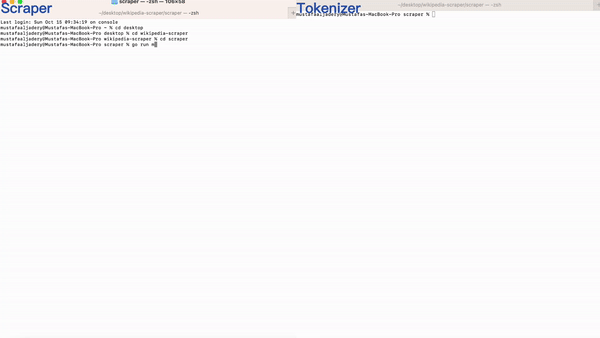 scraper — -zsh — 106×58
Scraper
Tokenizer
~/desktop/wikipedia-scraper/scraper — -zsh
~/desktop/wikipedia-scraper/scraper — -zsh
Last login: Sun Oct 15 09:34:19 on console
mustafaaljadery@Mustafas-MacBook-Pro ~ % cd desktop
mustafaaljadery@Mustafas-MacBook-Pro desktop % cd wikipedia-scraper
mustafaaljadery@Mustafas-MacBook-Pro wikipedia-scraper % cd scraper
mustafaaljadery@Mustafas-MacBook-Pro scraper % go run m
mustafaaljadery@Mustafas-MacBook-Pro scraper %